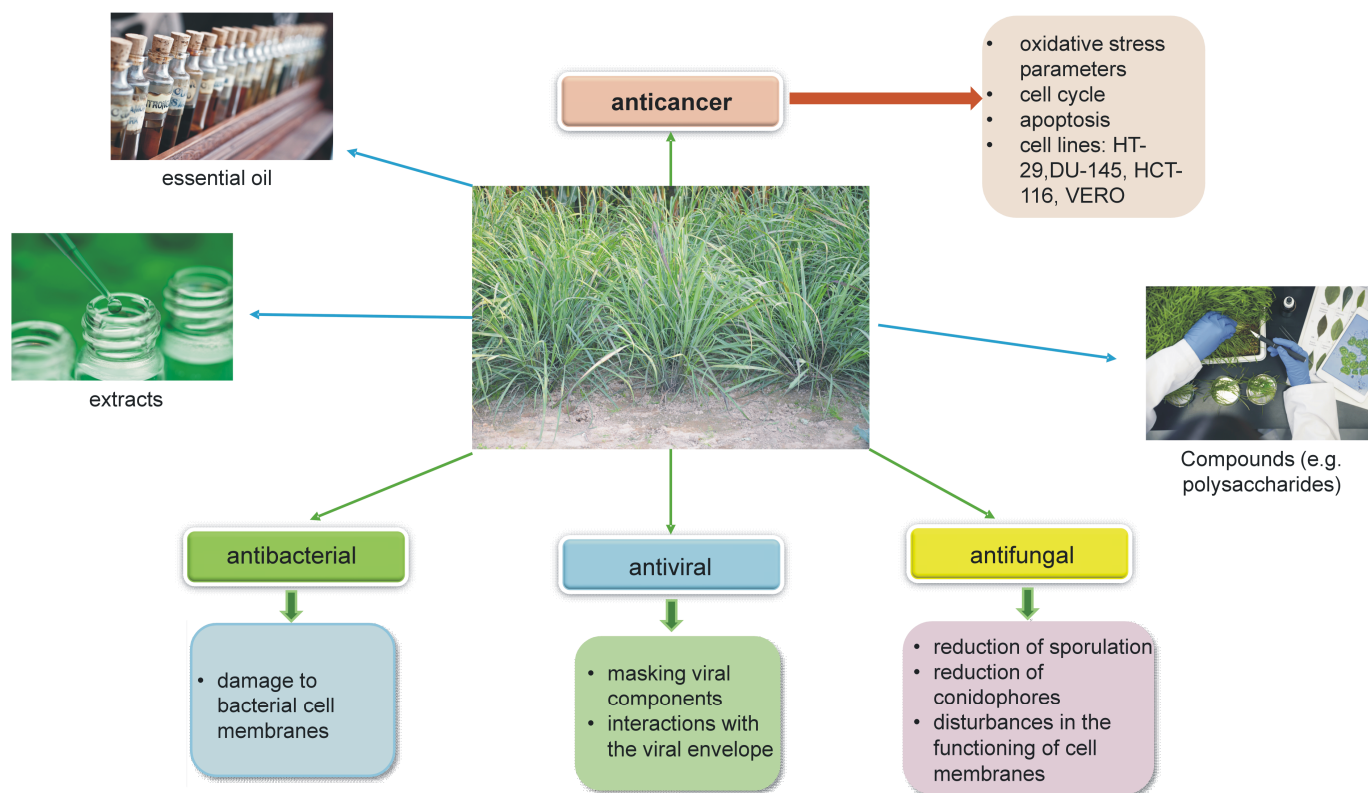 anticancer
• oxidative stress
parameters
• cell cycle
• apoptosis
• cell lines: HT-
29,DU-145, HCT-
116, VERO
essential oil
extracts
Compounds (e.g.
polysaccharides)
antibacterial
antiviral
antifungal
• damage to
bacterial cell
membranes
• masking viral
components
• interactions with
the viral envelope
• reduction of sporulation
• reduction of
conidophores
• disturbances in the
functioning of cell
membranes